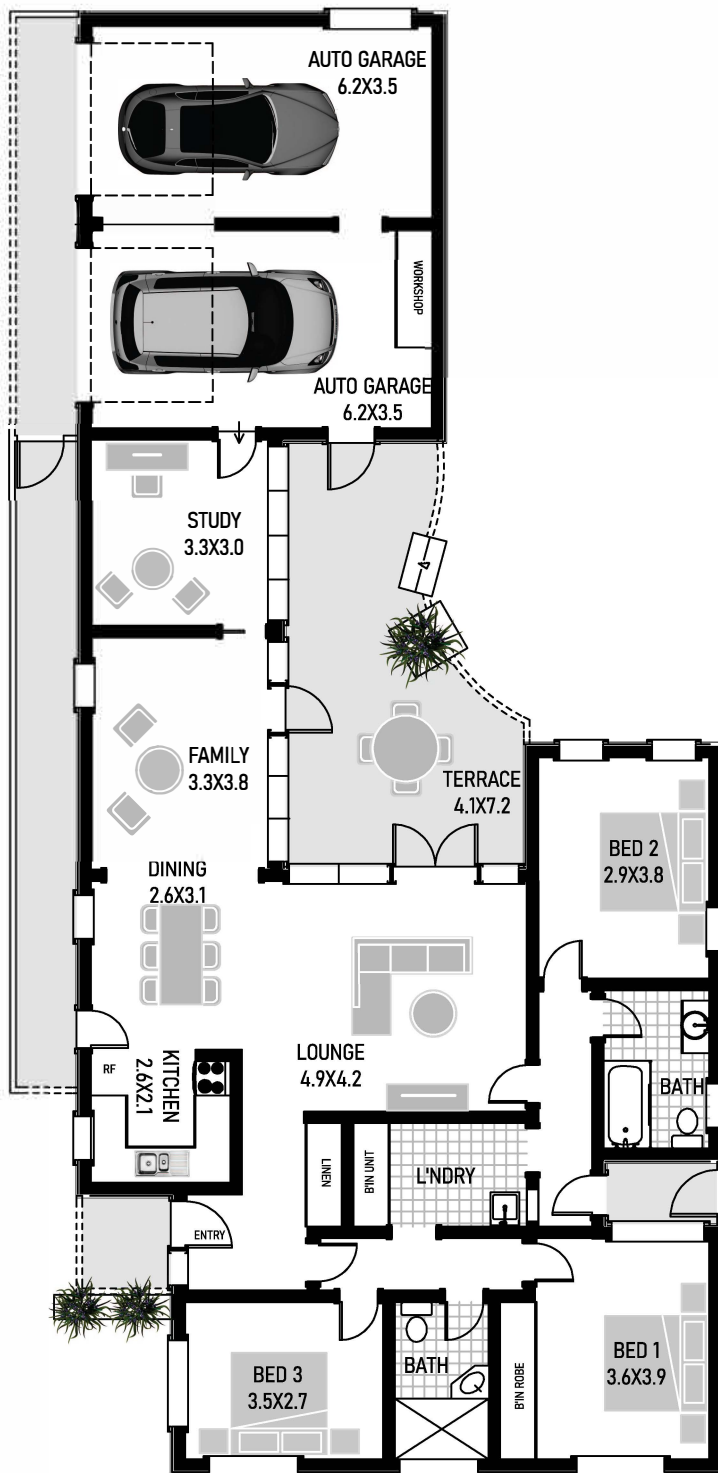 AUTO GARAGE
6.2X3.5
WORKSHOP
AUTO GARAGE
6.2X3.5
STUDY
3.3X3.0
FAMILY
3.3X3.8
TERRACE
4.1X7.2
DINING
2.6X3.1
BED 2
2.9X3.8
LOUNGE
4.9X4.2
KITCHEN
2.6X2.1
RF
BATH
LINEN
B'IN UNIT
L'NDRY
ENTRY
BED 3
3.5X2.7
BATH
B'IN ROBE
BED 1
3.6X3.9